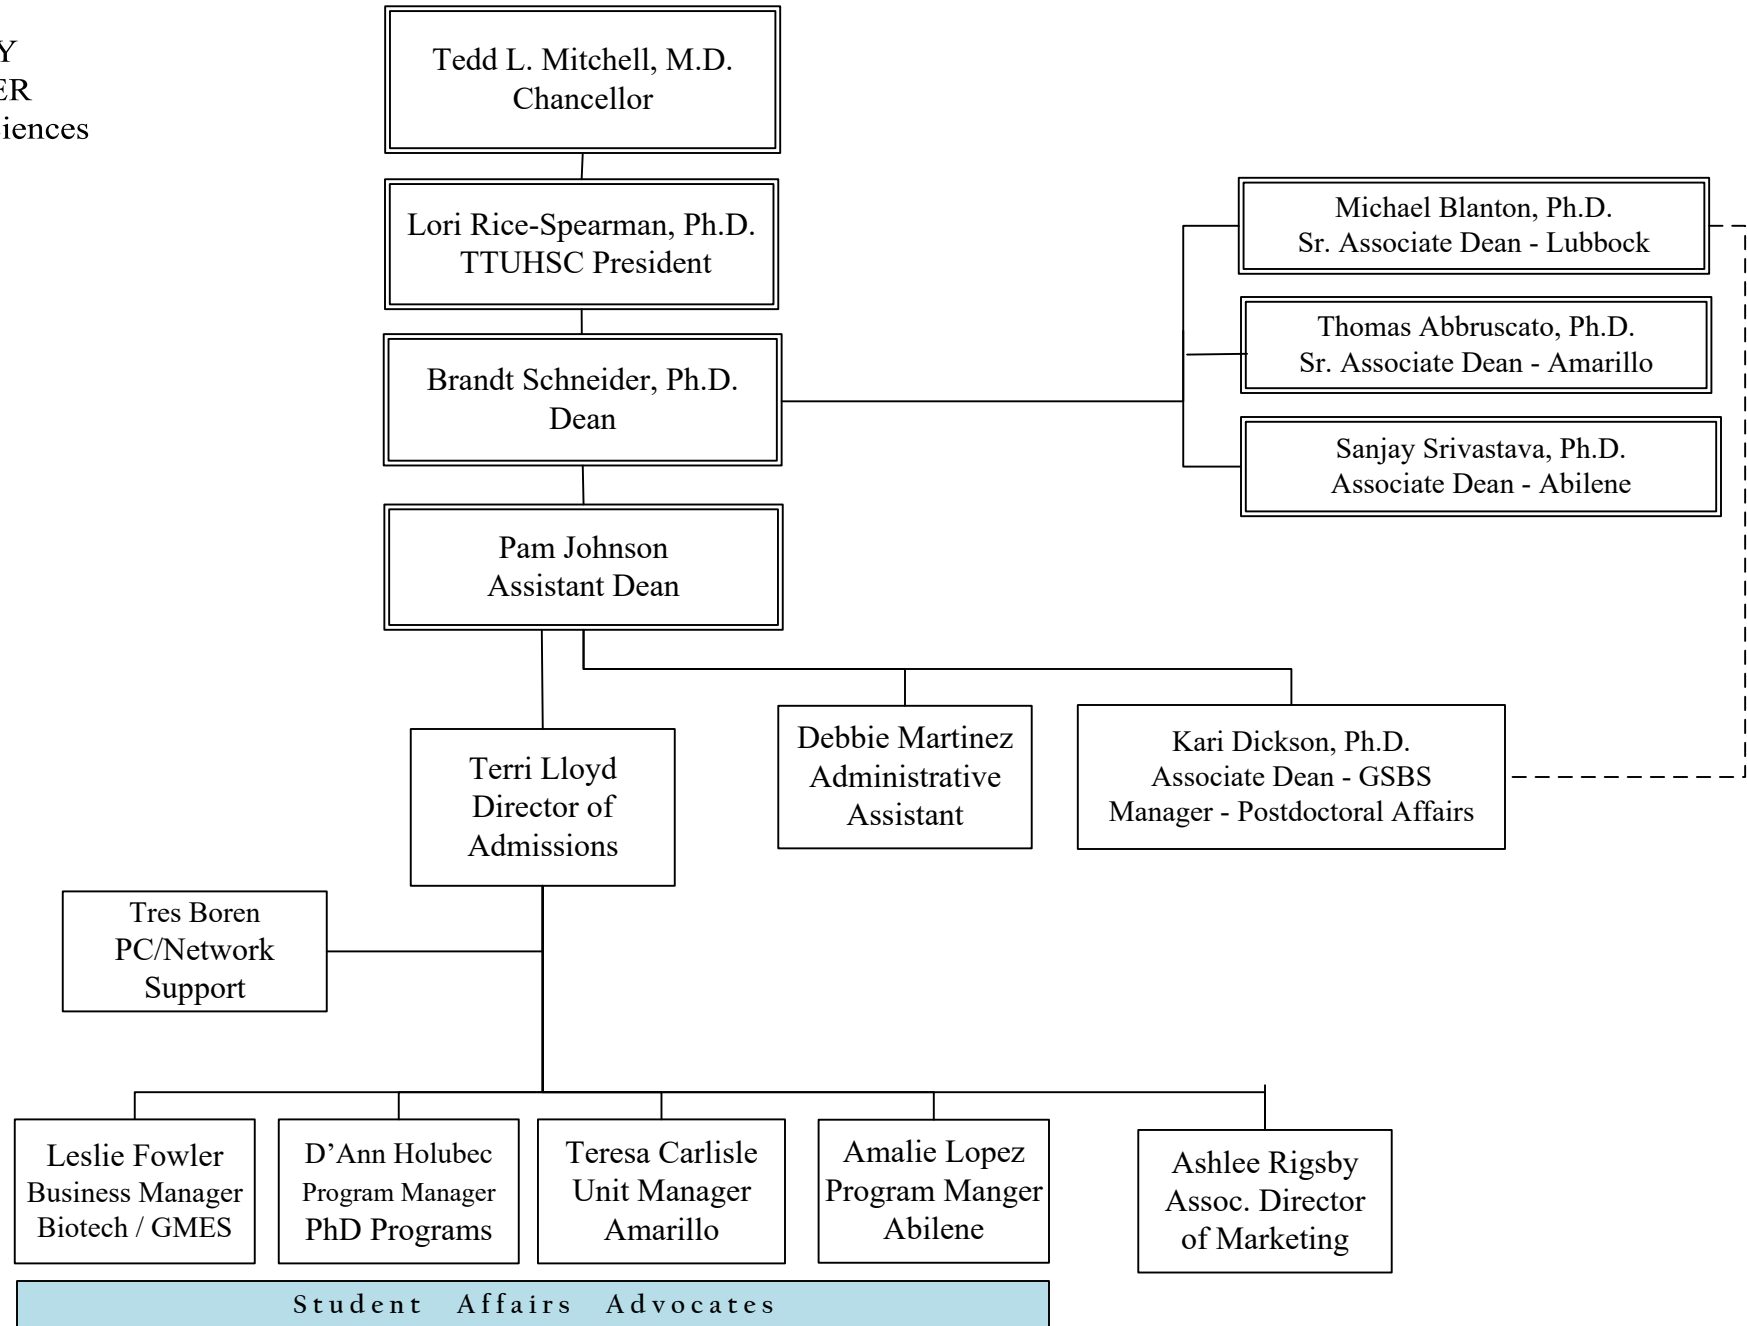 Y
ER
iences
Tedd L. Mitchell, M.D.
Chancellor
Lori Rice-Spearman, Ph.D.
TTUHSC President
Michael Blanton, Ph.D.
Sr. Associate Dean - Lubbock
Thomas Abbruscato, Ph.D.
Sr. Associate Dean - Amarillo
Brandt Schneider, Ph.D.
Dean
Sanjay Srivastava, Ph.D.
Associate Dean - Abilene
Pam Johnson
Assistant Dean
Terri Lloyd
Director of
Admissions
Debbie Martinez
Administrative
Assistant
Kari Dickson, Ph.D.
Associate Dean - GSBS
Manager - Postdoctoral Affairs
Tres Boren
PC/Network
Support
Leslie Fowler
Business Manager
Biotech / GMES
D’Ann Holubec
Program Manager
PhD Programs
Teresa Carlisle
Unit Manager
Amarillo
Amalie Lopez
Program Manger
Abilene
Ashlee Rigsby
Assoc. Director
of Marketing
Student Affairs Advocates